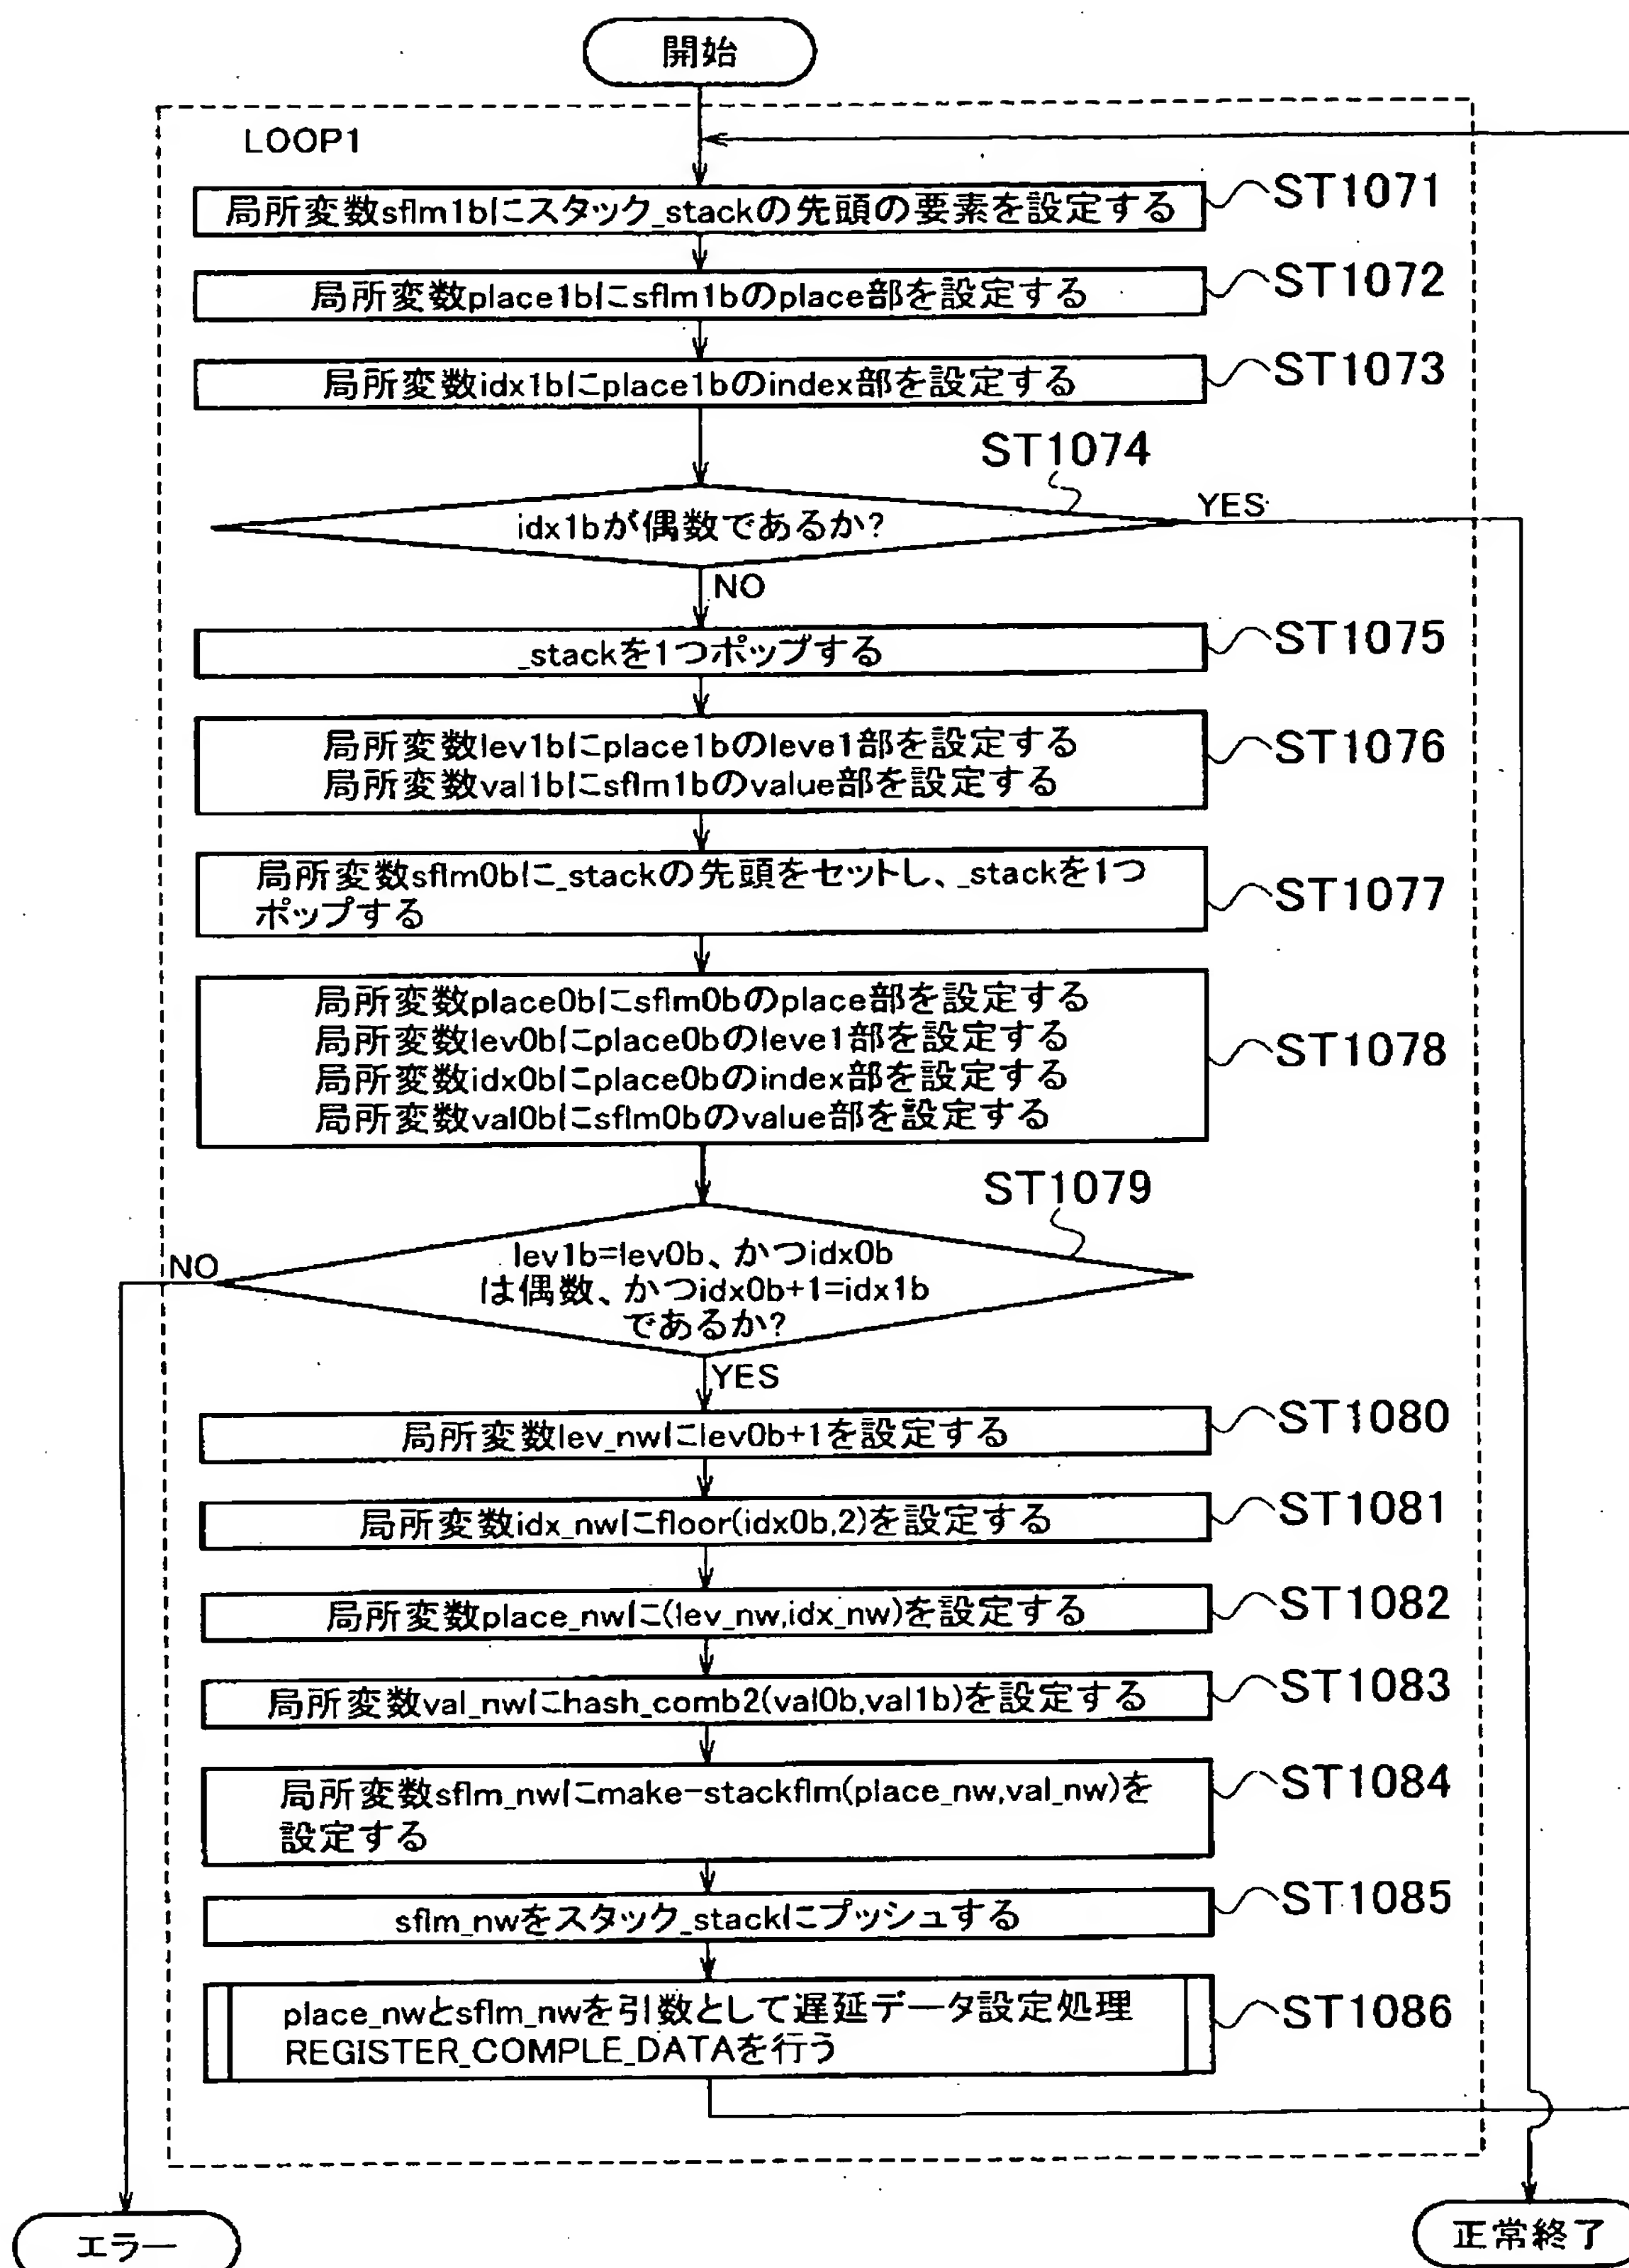 開始
LOOP1
局所変数sflm1bにスタック_stackの先頭の要素を設定する
ST1071
局所変数place1bにsflm1bのplace部を設定する
ST1072
局所変数idx1bにplace1bのindex部を設定する
ST1073
ST1074
idx1bが偶数であるか?
YES
NO
_stackを1つポップする
ST1075
局所変数lev1bにplace1bのlevel部を設定する
局所変数val1bにsflm1bのvalue部を設定する
ST1076
局所変数sflm0bに_stackの先頭をセットし、_stackを1つ
ポップする
ST1077
局所変数place0bにsflm0bのplace部を設定する
局所変数lev0bにplace0bのlevel部を設定する
局所変数idx0bにplace0bのindex部を設定する
局所変数val0bにsflm0bのvalue部を設定する
ST1078
ST1079
lev1b=lev0b、かつidx0b
は偶数、かつidx0b+1=idx1b
であるか?
NO
YES
局所変数lev_nwにlev0b+1を設定する
ST1080
局所変数idx_nwにfloor(idx0b,2)を設定する
ST1081
局所変数place_nwに(lev_nw,idx_nw)を設定する
ST1082
局所変数val_nwにhash_comb2(val0b,val1b)を設定する
ST1083
局所変数sflm_nwにmake-stackflm(place_nw,val_nw)を
設定する
ST1084
sflm_nwをスタック_stackにプッシュする
ST1085
place_nwとsflm_nwを引数として遅延データ設定処理
REGISTER_COMPLE_DATAを行う
ST1086
エラー
正常終了